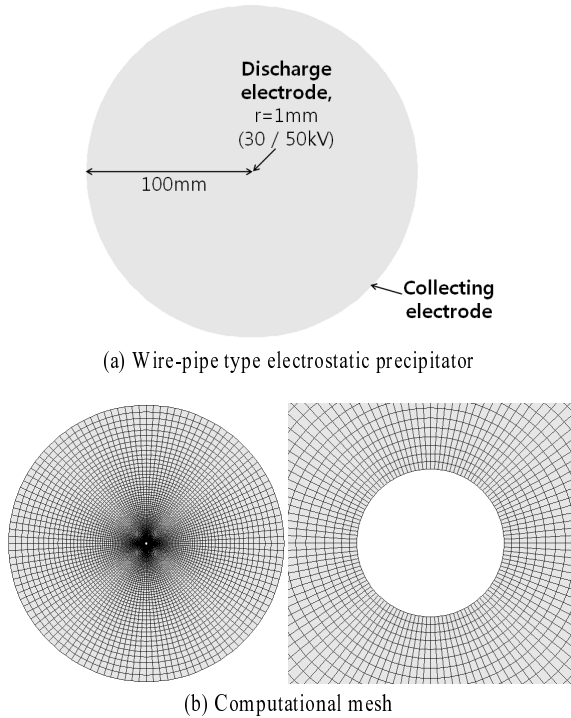 Discharge
electrode,
r=1mm
(30 / 50kV)
100mm
Collecting
electrode
(a) Wire-pipe type electrostatic precipitator
(b) Computational mesh